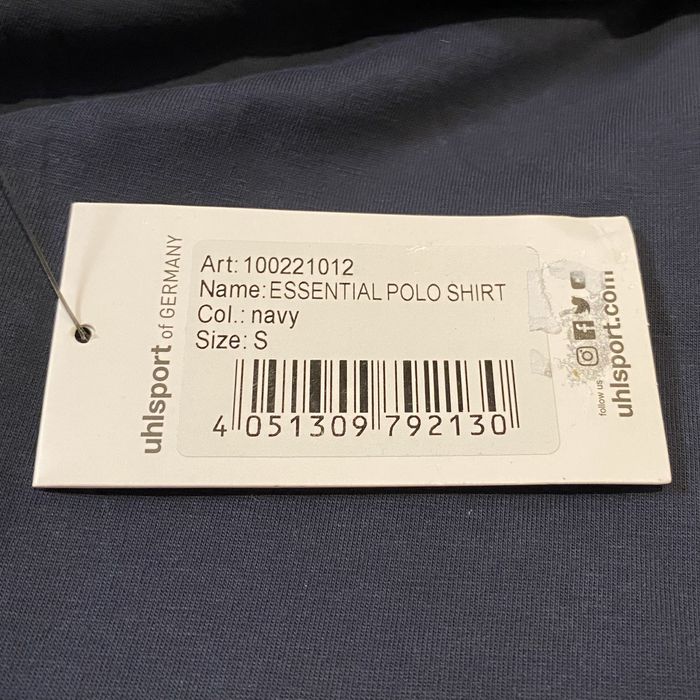 uhlsport of GERMANY
Art: 100221012
Name: ESSENTIAL POLO SHIRT
Col.: navy
Size: S
4 051309 792130
follow us
uhlsport.com